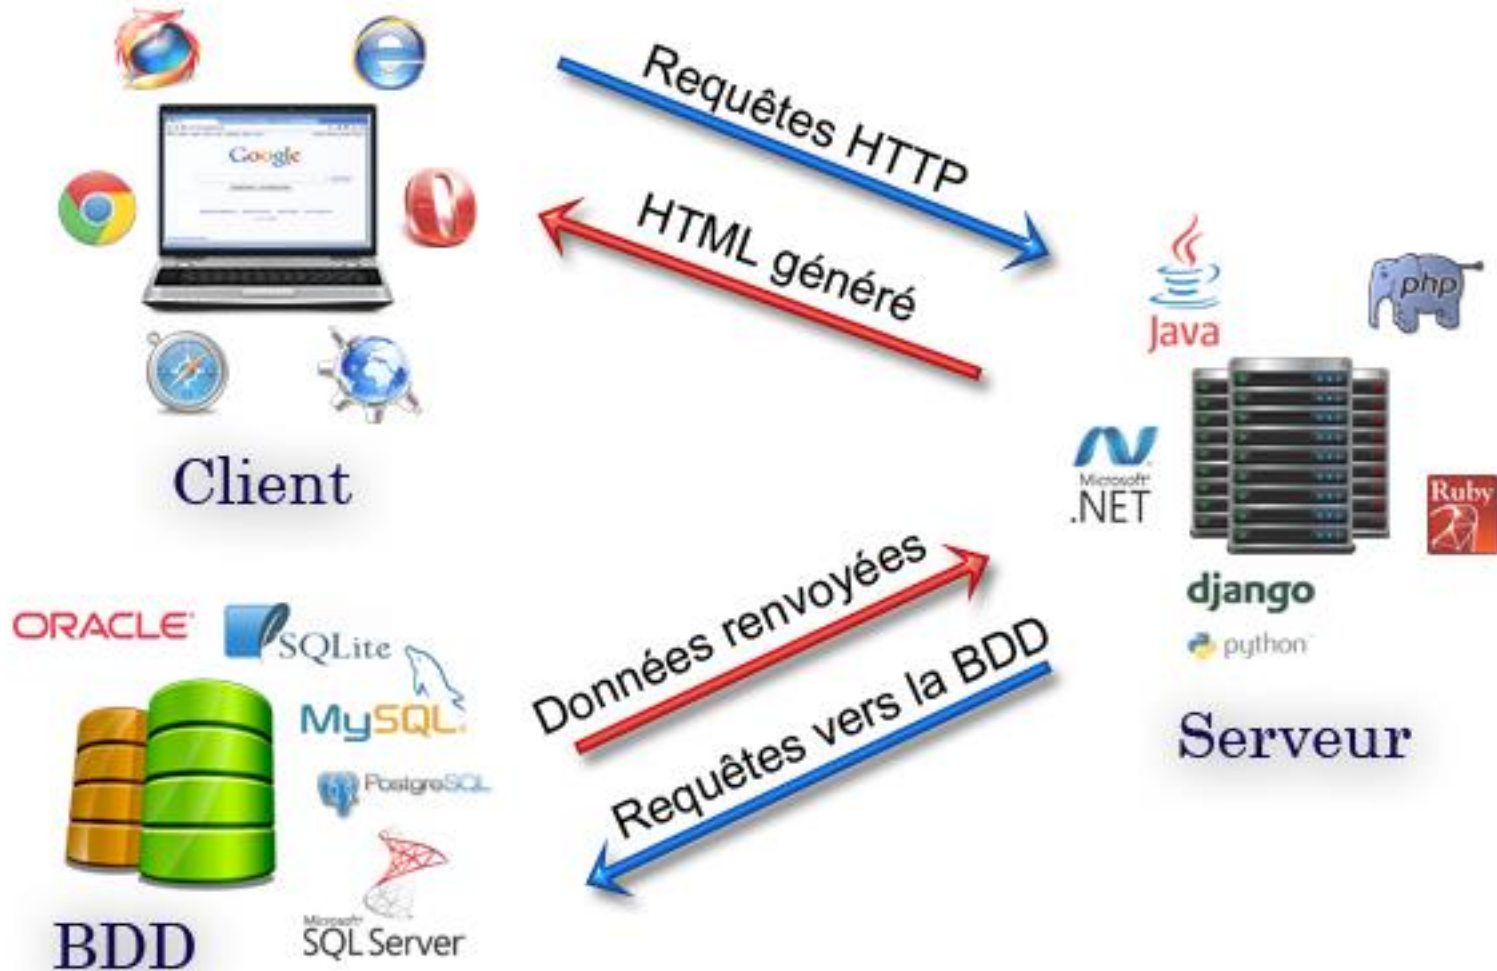 Requêtes HTTP
HTML généré
Google
Client
Java
php
Microsoft
.NET
Ruby
django
python
Serveur
Données renvoyées
Requêtes vers la BDD
ORACLE
SQLite
MySQL
PostgreSQL
Microsoft
SQL Server
BDD